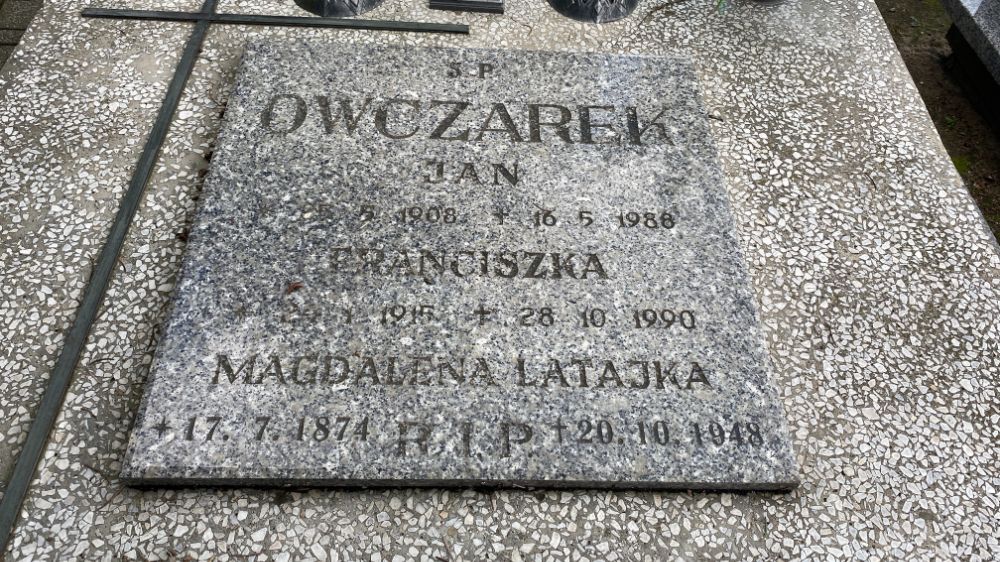 Ś P
OWCZAREK
JAN
5 1908 + 16 5 1988
FRANCISZKA
1 1915 + 28 10 1990
MAGDALENA LATAJKA
* 17. 7. 1874 R I P † 20. 10. 1948